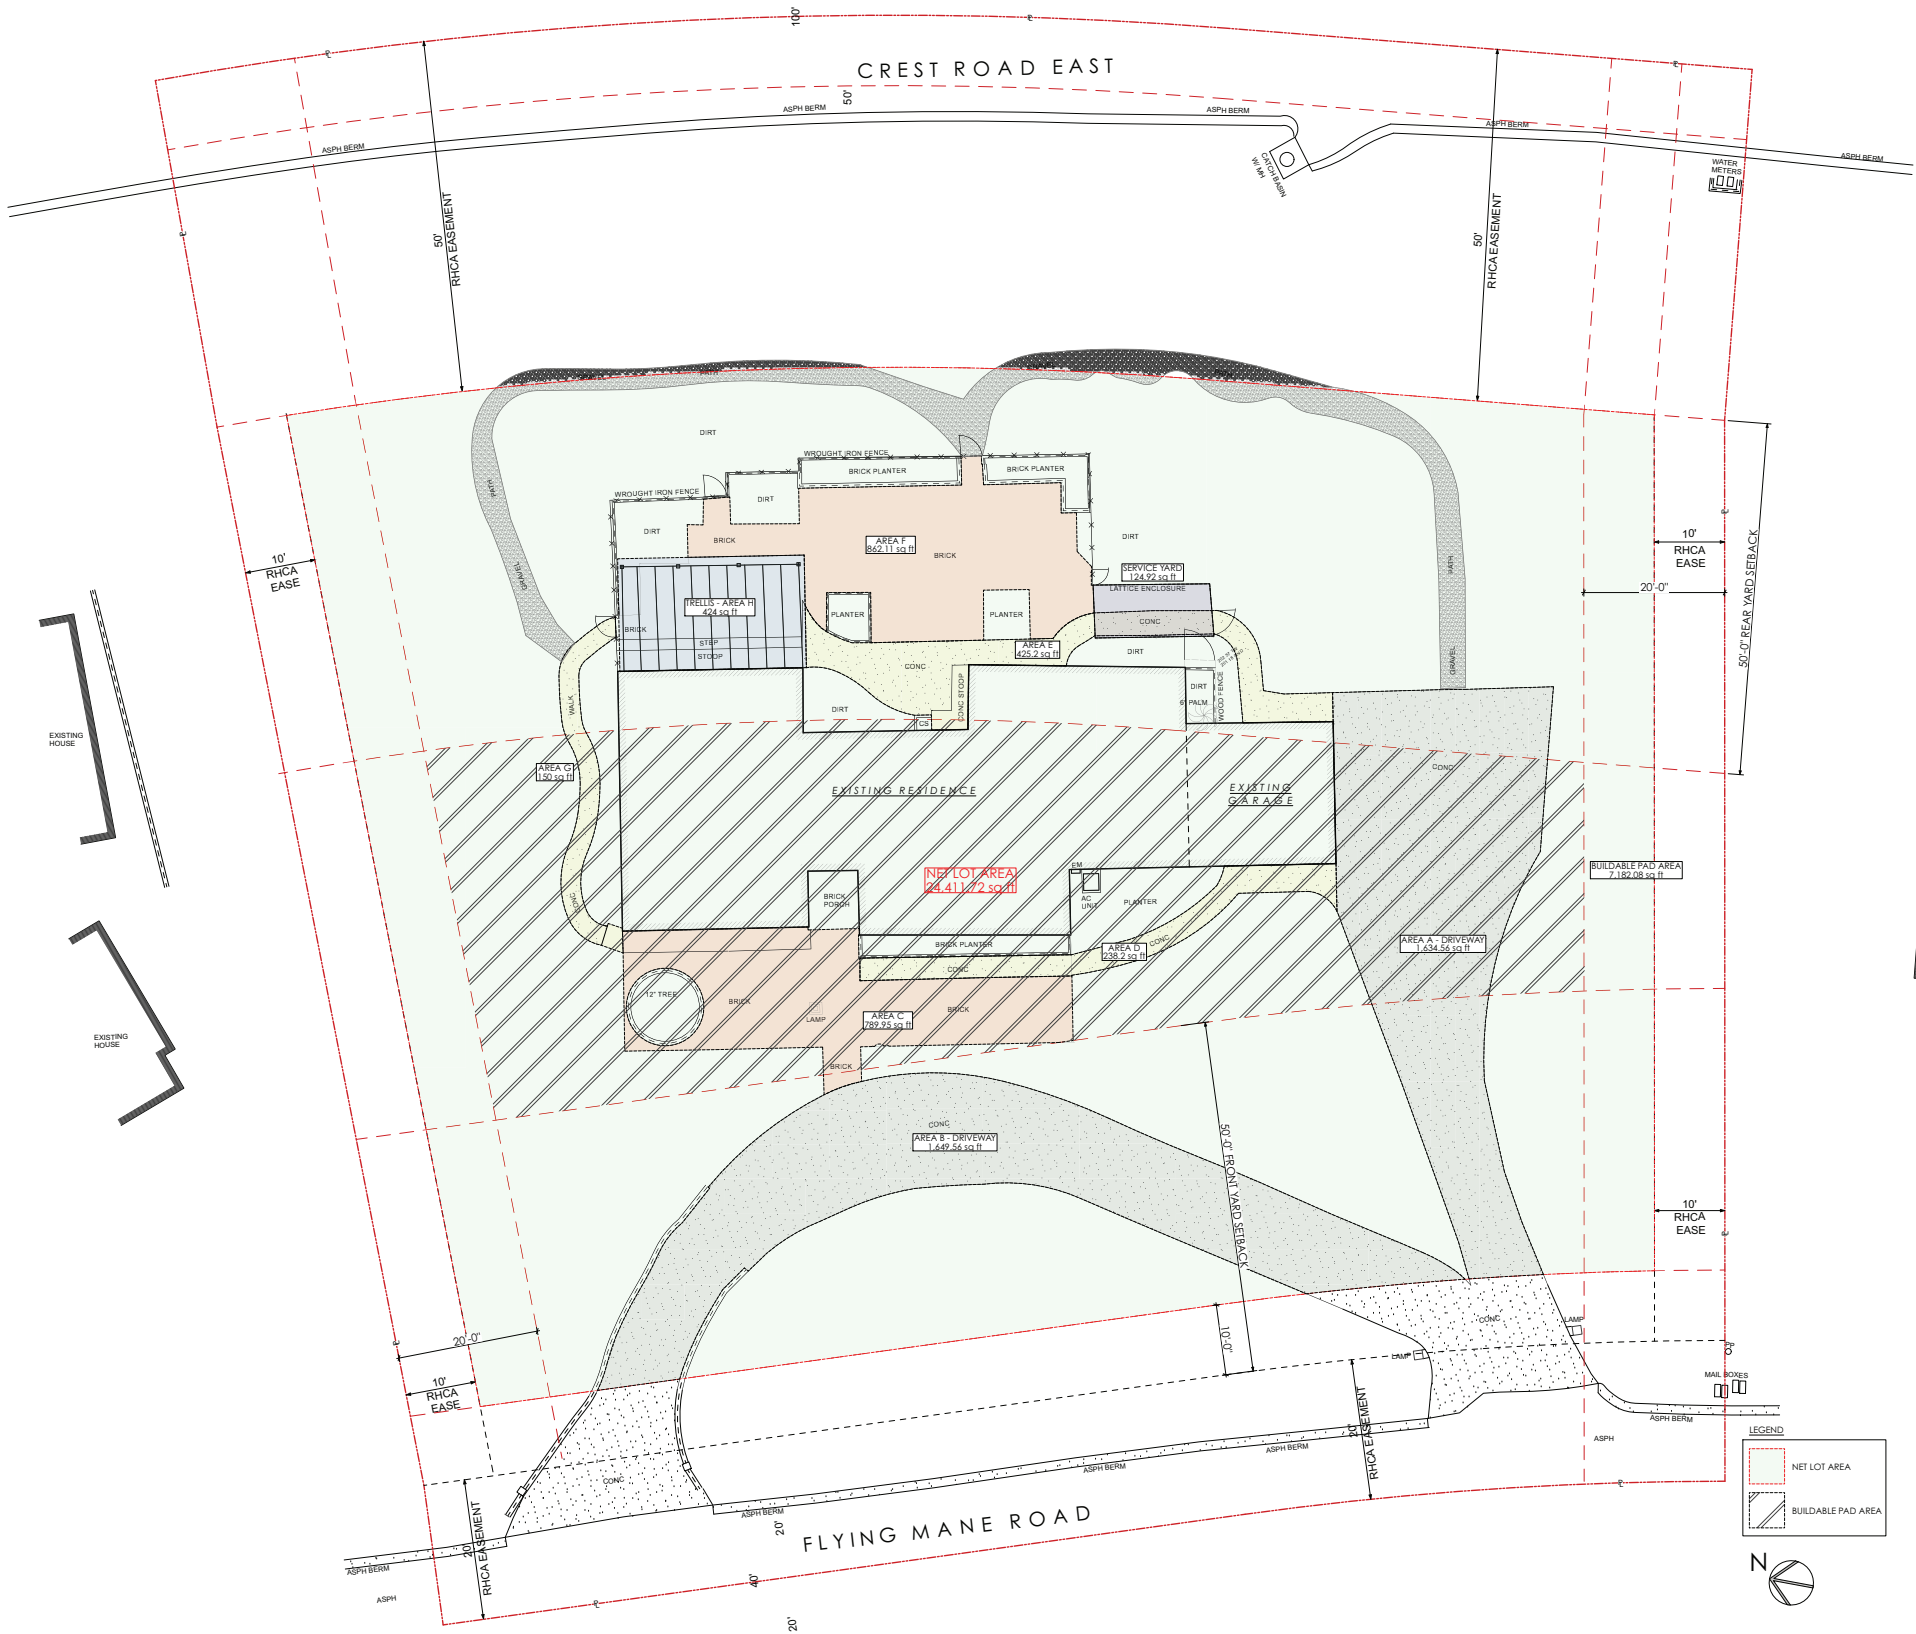 100'
CREST ROAD EAST
50'
ASPH BERM
ASPH BERM
ASPH BERM
ASPH BERM
ASPH BERM
CATCH BASIN
W/ MH
WATER
METERS
50'
RHCA EASEMENT
50'
RHCA EASEMENT
PATH
DIRT
WROUGHT IRON FENCE
BRICK PLANTER
BRICK PLANTER
WROUGHT IRON FENCE
DIRT
DIRT
PATH
GRAVEL
BRICK
AREA F
862.11 sq ft
BRICK
DIRT
10'
RHCA
EASE
10'
RHCA
EASE
20'-0"
50'-0" REAR YARD SETBACK
PATH
GRAVEL
SERVICE YARD
124.92 sq ft
LATTICE ENCLOSURE
CONC
TRELLIS - AREA H
424 sq ft
BRICK
STEP
STOOP
PLANTER
PLANTER
AREA E
425.2 sq ft
DIRT
CONC
CONC STOOP
DIRT
CS
DIRT
6" PALM
WOOD FENCE
WALK
EXISTING
HOUSE
AREA G
150 sq ft
EXISTING RESIDENCE
EXISTING
GARAGE
CONC
NET LOT AREA
24,411.72 sq ft
BUILDABLE PAD AREA
7,182.08 sq ft
EM
AC
UNIT
PLANTER
BRICK
PORCH
CONC
BRICK PLANTER
CONC
AREA D
238.2 sq ft
CONC
AREA A - DRIVEWAY
1,634.56 sq ft
12" TREE
BRICK
LAMP
AREA C
789.95 sq ft
BRICK
BRICK
EXISTING
HOUSE
CONC
AREA B - DRIVEWAY
1,649.56 sq ft
50'-0" FRONT YARD SETBACK
10'
RHCA
EASE
20'-0"
10'-0"
CONC
LAMP
LAMP
PP
MAIL BOXES
10'
RHCA
EASE
20'
RHCA EASEMENT
ASPH BERM
ASPH
CONC
ASPH BERM
ASPH BERM
ASPH BERM
20'
RHCA EASEMENT
20'
FLYING MANE ROAD
ASPH BERM
ASPH
40'
20'
LEGEND
NET LOT AREA
BUILDABLE PAD AREA
N